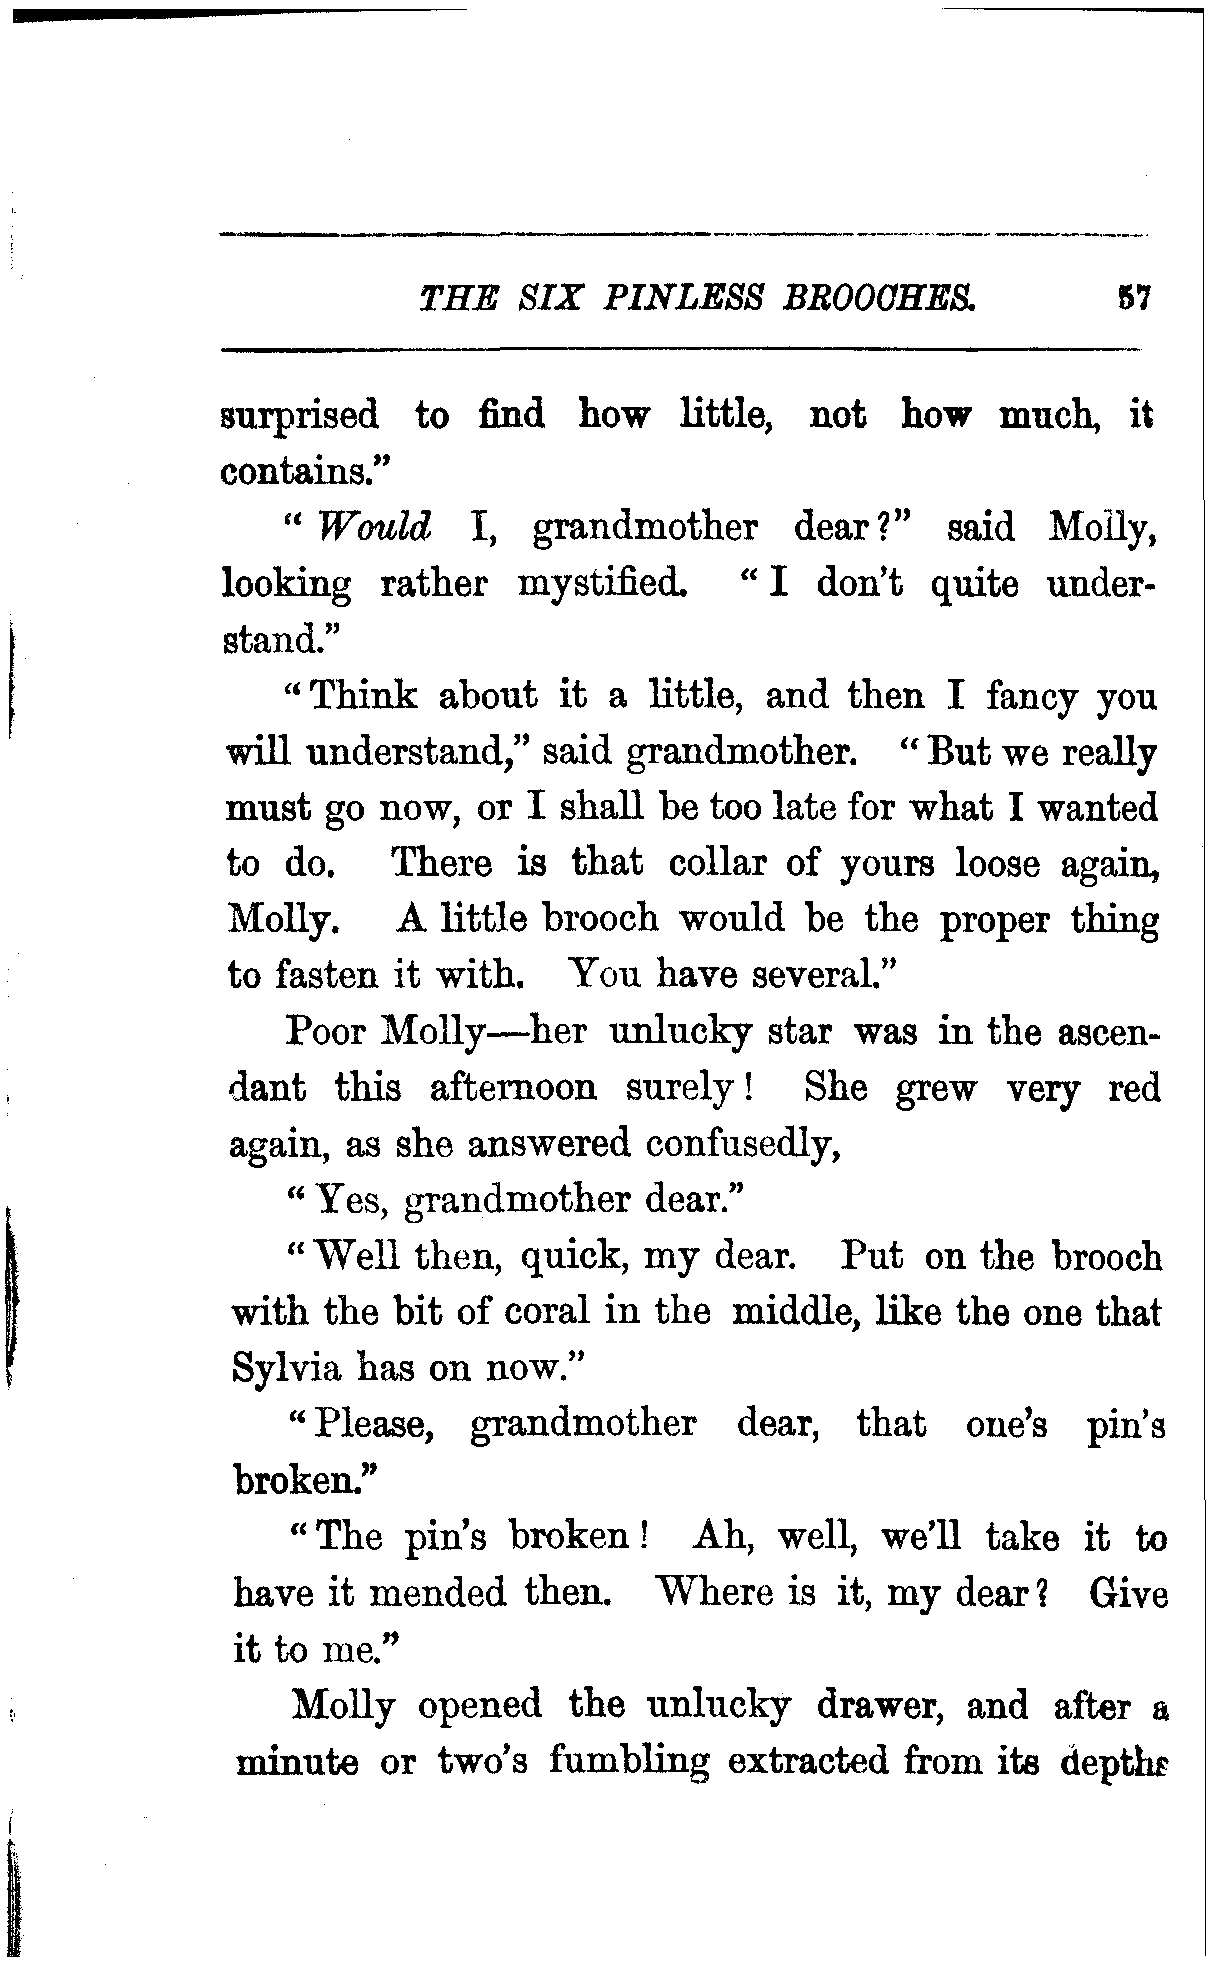 THE SIX PINLESS BROOCHES. 57
surprised to find how little, not how much, it
contains."
"Would I, grandmother dear?" said Molly,
looking rather mystified. "I don't quite under-
stand."
"Think about it a little, and then I fancy you
will understand," said grandmother. "But we really
must go now, or I shall be too late for what I wanted
to do. There is that collar of yours loose again,
Molly. A little brooch would be the proper thing
to fasten it with. You have several."
Poor Molly—her unlucky star was in the ascen-
dant this afternoon surely! She grew very red
again, as she answered confusedly,
"Yes, grandmother dear."
"Well then, quick, my dear. Put on the brooch
with the bit of coral in the middle, like the one that
Sylvia has on now."
"Please, grandmother dear, that one's pin's
broken."
"The pin's broken! Ah, well, we'll take it to
have it mended then. Where is it, my dear? Give
it to me."
Molly opened the unlucky drawer, and after a
minute or two's fumbling extracted from its depths